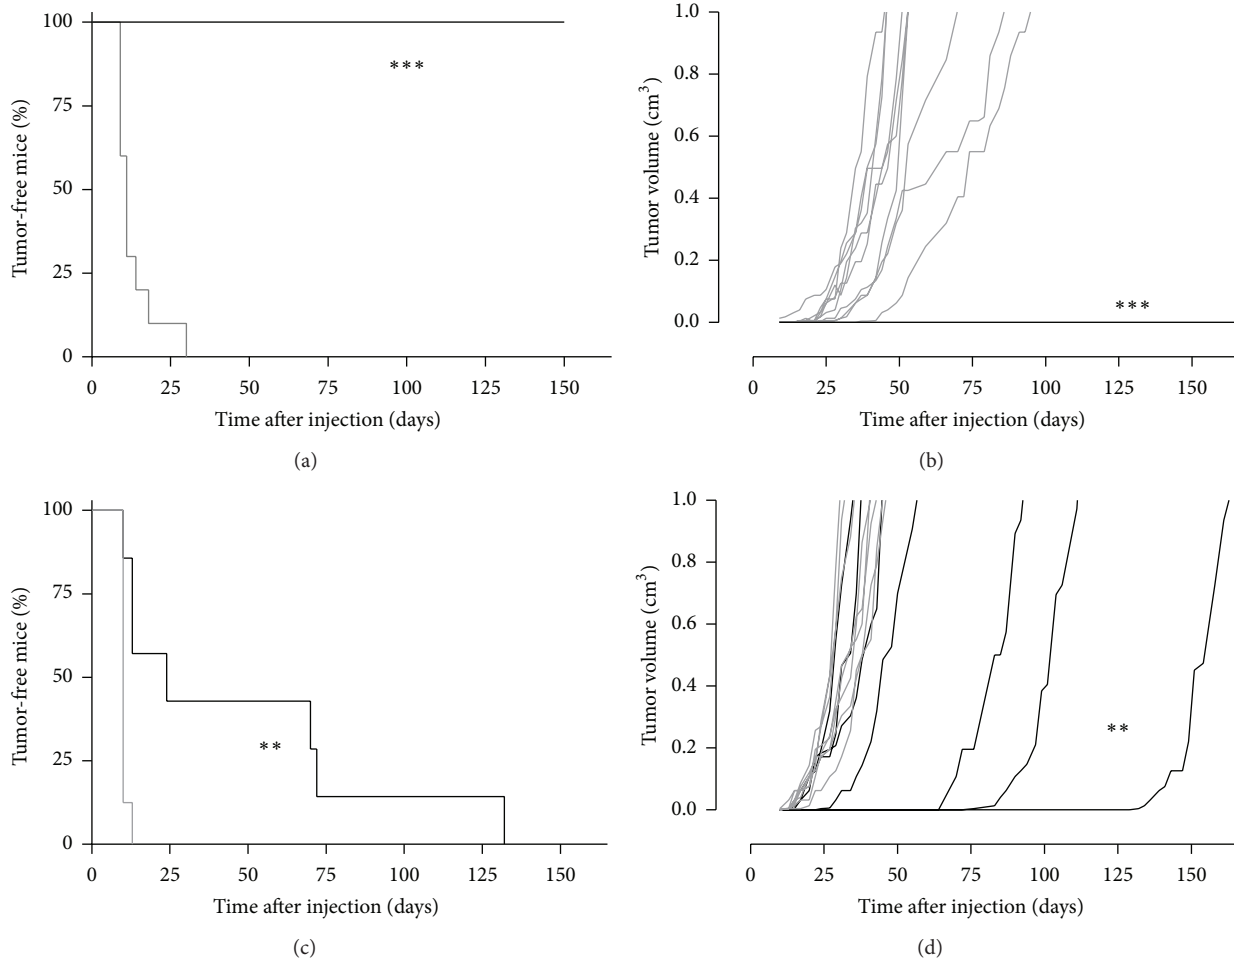 100
75
50
25
0
Tumor-free mice (%)
***
0 25 50 75 100 125 150
Time after injection (days)
(a)
1.0
0.8
0.6
0.4
0.2
0.0
Tumor volume (cm³)
***
0 25 50 75 100 125 150
Time after injection (days)
(b)
100
75
50
25
0
Tumor-free mice (%)
**
0 25 50 75 100 125 150
Time after injection (days)
(c)
1.0
0.8
0.6
0.4
0.2
0.0
Tumor volume (cm³)
**
0 25 50 75 100 125 150
Time after injection (days)
(d)